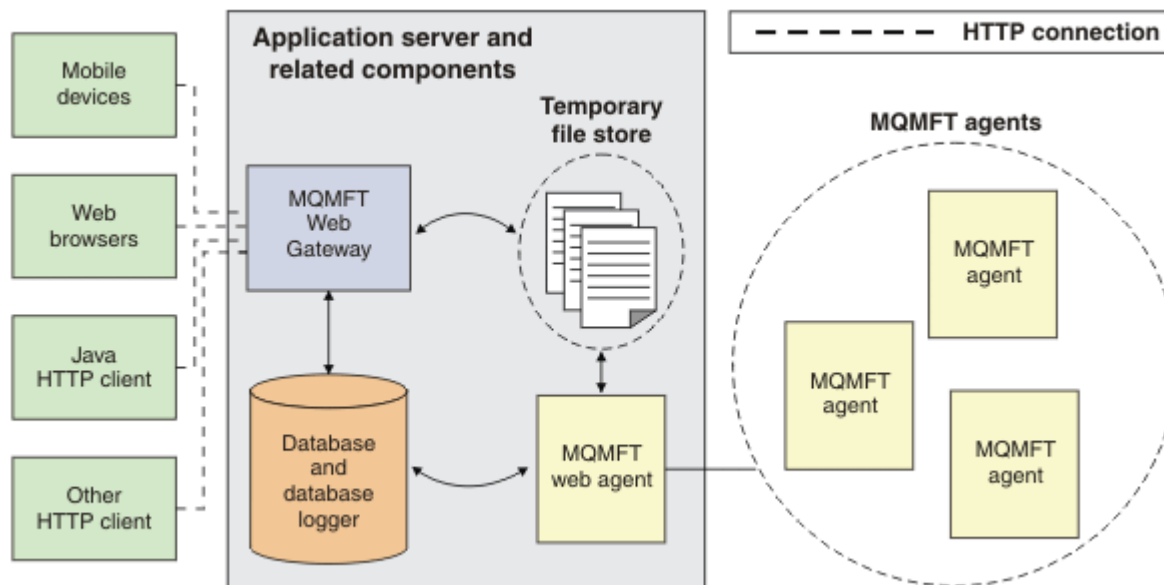 Mobile
devices
Web
browsers
Java
HTTP client
Other
HTTP client
Application server and
related components
MQMFT
Web
Gateway
Temporary
file store
Database
and
database
logger
MQMFT
web agent
HTTP connection
MQMFT agents
MQMFT
agent
MQMFT
agent
MQMFT
agent